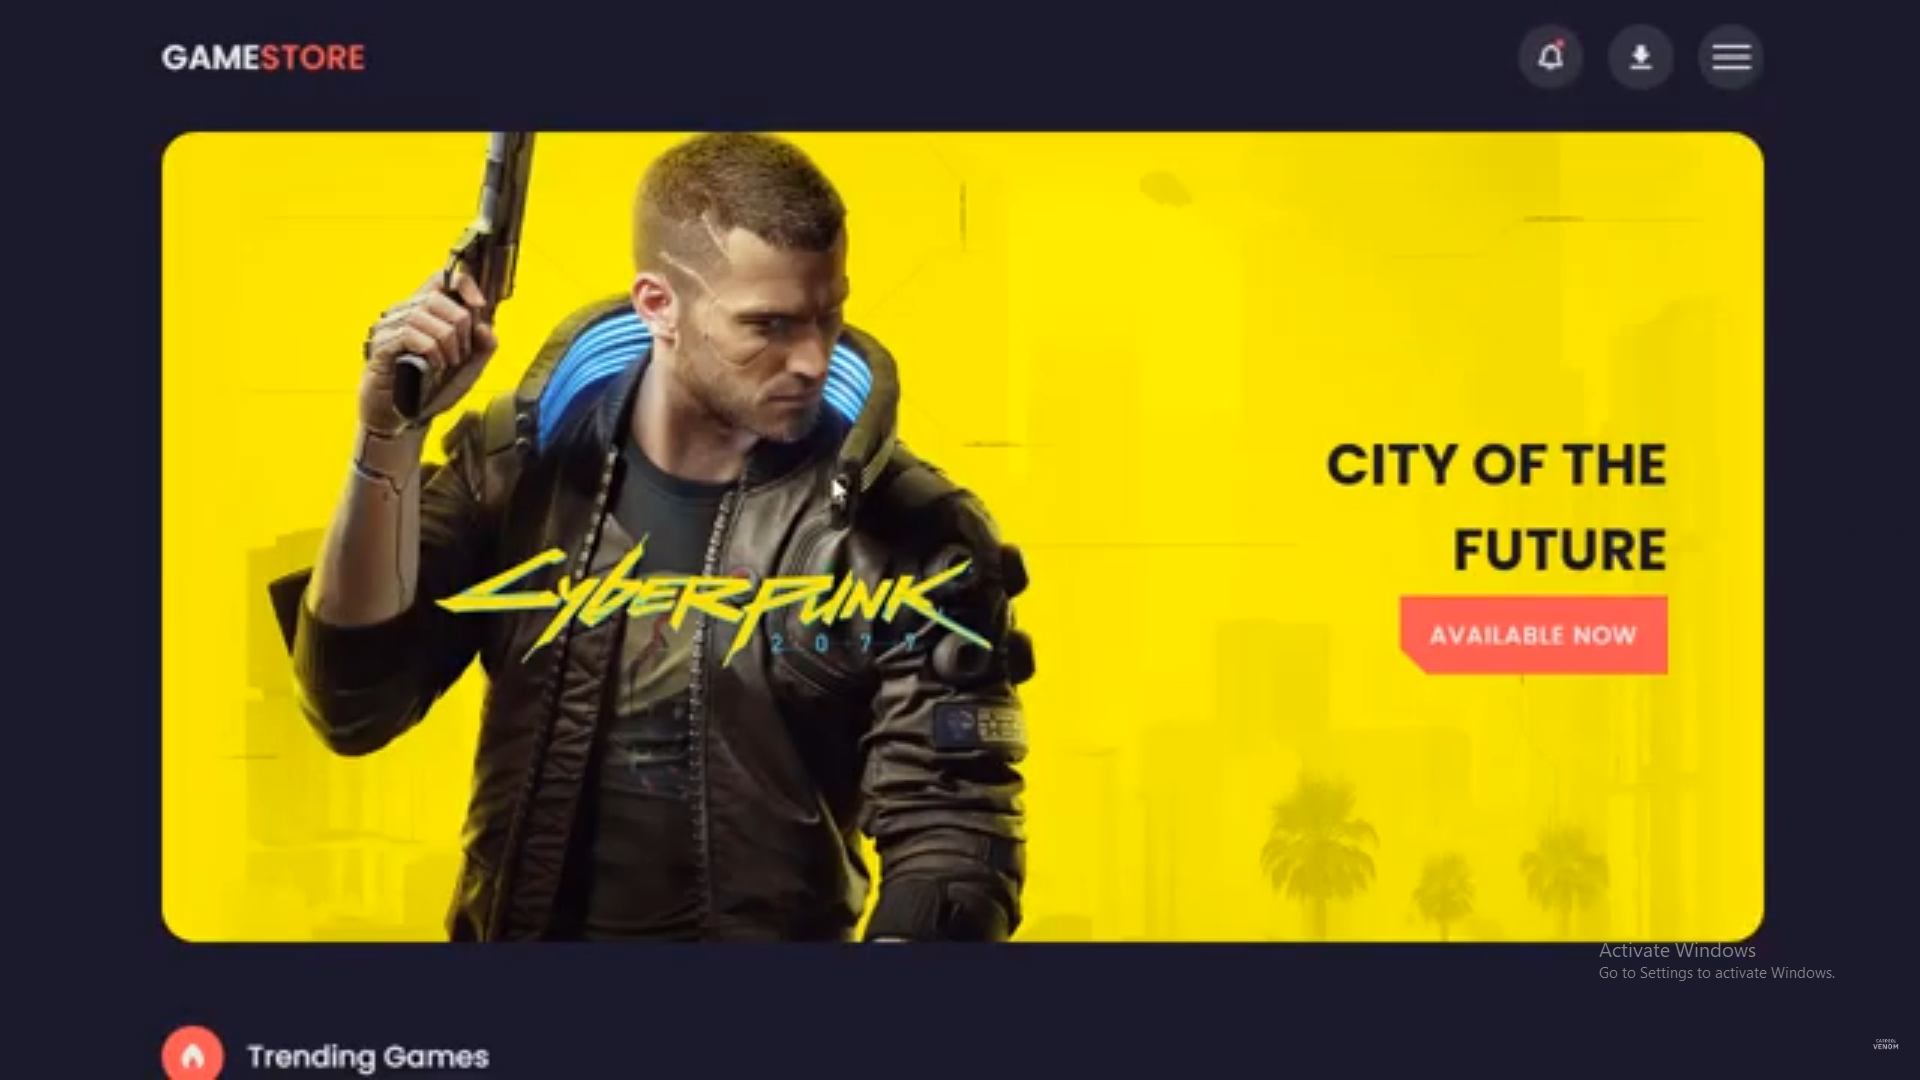 GAMESTORE
CITY OF THE
FUTURE
CYBERPUNK
2077
AVAILABLE NOW
Activate Windows
Go to Settings to activate Windows.
Trending Games
VENOM